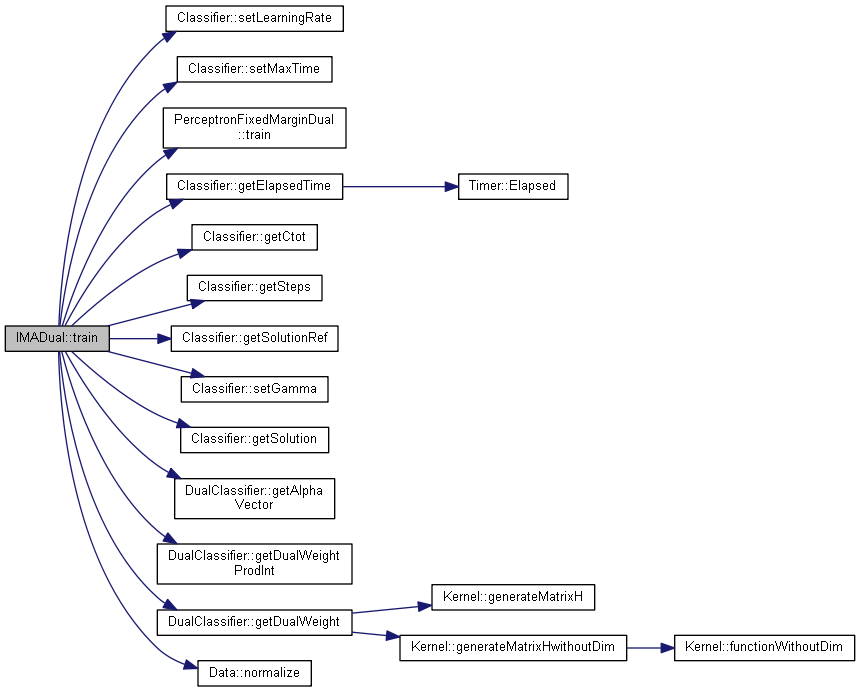 Classifier::setLearningRate
Classifier::setMaxTime
PerceptronFixedMarginDual
::train
Classifier::getElapsedTime
Timer::Elapsed
Classifier::getCtot
Classifier::getSteps
IMADual::train
Classifier::getSolutionRef
Classifier::setGamma
Classifier::getSolution
DualClassifier::getAlpha
Vector
DualClassifier::getDualWeight
ProdInt
Kernel::generateMatrixH
DualClassifier::getDualWeight
Kernel::generateMatrixHwithoutDim
Kernel::functionWithoutDim
Data::normalize